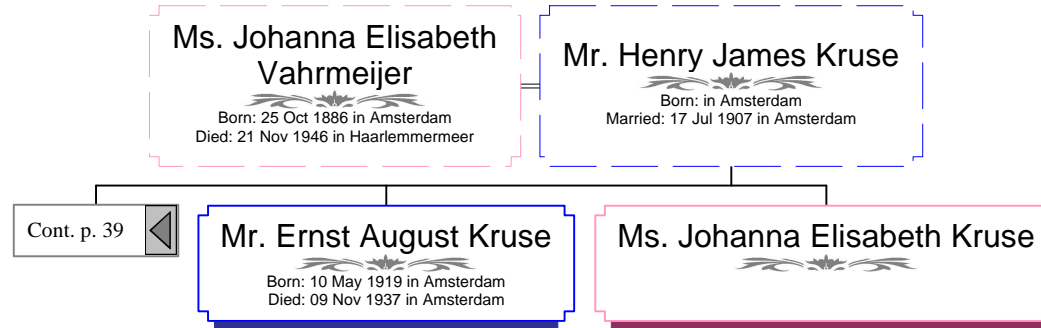 Ms. Johanna Elisabeth
Vahrmeijer
Born: 25 Oct 1886 in Amsterdam
Died: 21 Nov 1946 in Haarlemmermeer
Mr. Henry James Kruse
Born: in Amsterdam
Married: 17 Jul 1907 in Amsterdam
Cont. p. 39
Mr. Ernst August Kruse
Born: 10 May 1919 in Amsterdam
Died: 09 Nov 1937 in Amsterdam
Ms. Johanna Elisabeth Kruse